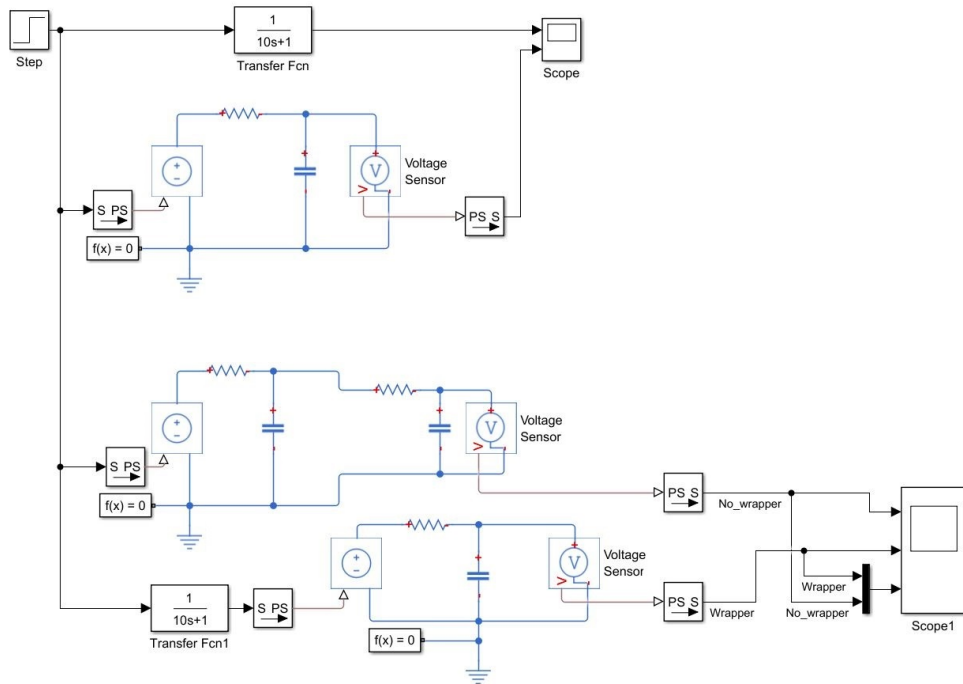 Step
1
10s+1
Transfer Fcn
Scope
+
+
+
+
-
V
Voltage
Sensor
S PS
PS S
f(x) = 0
+
+
+
+
+
+
-
V
Voltage
Sensor
S PS
f(x) = 0
PS S
No_wrapper
+
+
+
+
-
V
Voltage
Sensor
1
10s+1
Transfer Fcn1
S PS
PS S
Wrapper
f(x) = 0
Wrapper
No_wrapper
Scope1